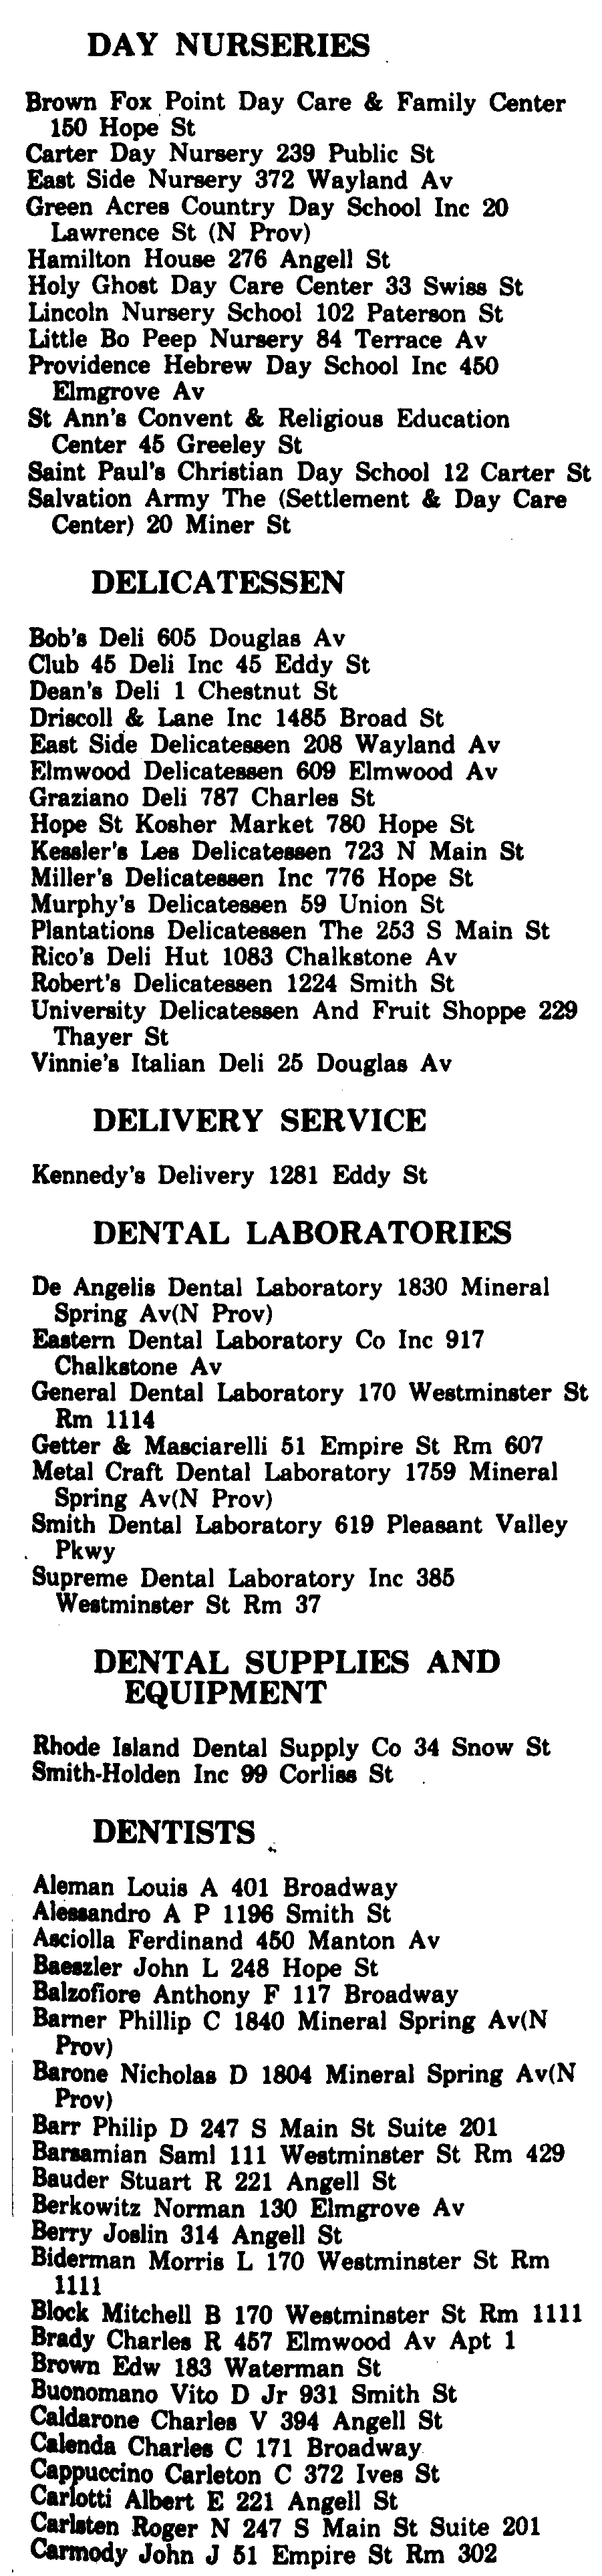 DAY NURSERIES
Brown Fox Point Day Care & Family Center
150 Hope St
Carter Day Nursery 239 Public St
East Side Nursery 372 Wayland Av
Green Acres Country Day School Inc 20
Lawrence St (N Prov)
Hamilton House 276 Angell St
Holy Ghost Day Care Center 33 Swiss St
Lincoln Nursery School 102 Paterson St
Little Bo Peep Nursery 84 Terrace Av
Providence Hebrew Day School Inc 450
Elmgrove Av
St Ann's Convent & Religious Education
Center 45 Greeley St
Saint Paul's Christian Day School 12 Carter St
Salvation Army The (Settlement & Day Care
Center) 20 Miner St
DELICATESSEN
Bob's Deli 605 Douglas Av
Club 45 Deli Inc 45 Eddy St
Dean's Deli 1 Chestnut St
Driscoll & Lane Inc 1485 Broad St
East Side Delicatessen 208 Wayland Av
Elmwood Delicatessen 609 Elmwood Av
Graziano Deli 787 Charles St
Hope St Kosher Market 780 Hope St
Kessler's Les Delicatessen 723 N Main St
Miller's Delicatessen Inc 776 Hope St
Murphy's Delicatessen 59 Union St
Plantations Delicatessen The 253 S Main St
Rico's Deli Hut 1083 Chalkstone Av
Robert's Delicatessen 1224 Smith St
University Delicatessen And Fruit Shoppe 229
Thayer St
Vinnie's Italian Deli 25 Douglas Av
DELIVERY SERVICE
Kennedy's Delivery 1281 Eddy St
DENTAL LABORATORIES
De Angelis Dental Laboratory 1830 Mineral
Spring Av(N Prov)
Eastern Dental Laboratory Co Inc 917
Chalkstone Av
General Dental Laboratory 170 Westminster St
Rm 1114
Getter & Masciarelli 51 Empire St Rm 607
Metal Craft Dental Laboratory 1759 Mineral
Spring Av(N Prov)
Smith Dental Laboratory 619 Pleasant Valley
Pkwy
Supreme Dental Laboratory Inc 385
Westminster St Rm 37
DENTAL SUPPLIES AND
EQUIPMENT
Rhode Island Dental Supply Co 34 Snow St
Smith-Holden Inc 99 Corliss St
DENTISTS
Aleman Louis A 401 Broadway
Alessandro A P 1196 Smith St
Asciolla Ferdinand 450 Manton Av
Baeszler John L 248 Hope St
Balzofiore Anthony F 117 Broadway
Barner Phillip C 1840 Mineral Spring Av(N
Prov)
Barone Nicholas D 1804 Mineral Spring Av(N
Prov)
Barr Philip D 247 S Main St Suite 201
Barsamian Saml 111 Westminster St Rm 429
Bauder Stuart R 221 Angell St
Berkowitz Norman 130 Elmgrove Av
Berry Joslin 314 Angell St
Biderman Morris L 170 Westminster St Rm
1111
Block Mitchell B 170 Westminster St Rm 1111
Brady Charles R 457 Elmwood Av Apt 1
Brown Edw 183 Waterman St
Buonomano Vito D Jr 931 Smith St
Caldarone Charles V 394 Angell St
Calenda Charles C 171 Broadway
Cappuccino Carleton C 372 Ives St
Carlotti Albert E 221 Angell St
Carlsten Roger N 247 S Main St Suite 201
Carmody John J 51 Empire St Rm 302